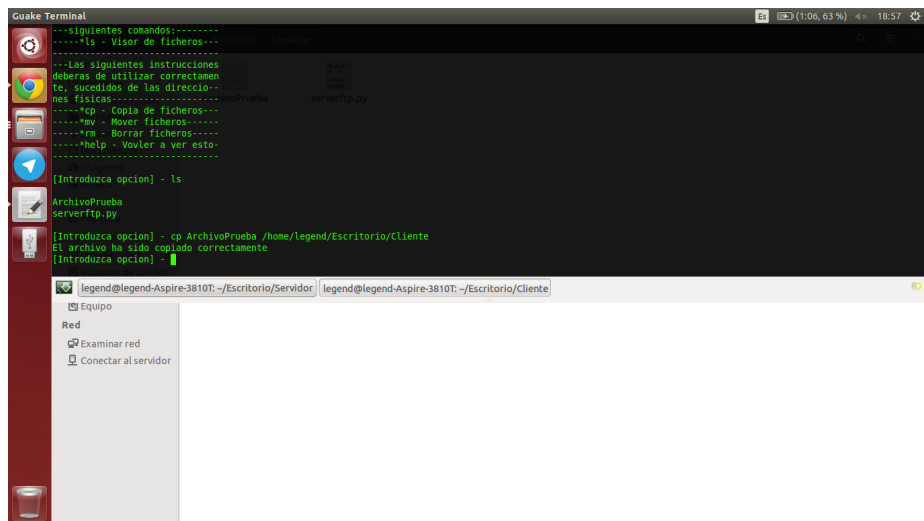 Guake Terminal
Es (1:06, 63 %) 18:57
---siguientes comandos:--------
-----*ls - Visor de ficheros---
-------------------------------
---Las siguientes instrucciones
deberas de utilizar correctamen
te, sucedidos de las direccio--
nes fisicas--------------------
-----*cp - Copia de ficheros---
-----*mv - Mover ficheros------
-----*rm - Borrar ficheros-----
-----*help - Vovler a ver esto-
-------------------------------
Servidor
ArchivoPrueba
serverftp.py
[Introduzca opcion] - ls
ArchivoPrueba
serverftp.py
[Introduzca opcion] - cp ArchivoPrueba /home/legend/Escritorio/Cliente
El archivo ha sido copiado correctamente
[Introduzca opcion] -
legend@legend-Aspire-3810T: ~/Escritorio/Servidor
legend@legend-Aspire-3810T: ~/Escritorio/Cliente
Equipo
Red
Examinar red
Conectar al servidor